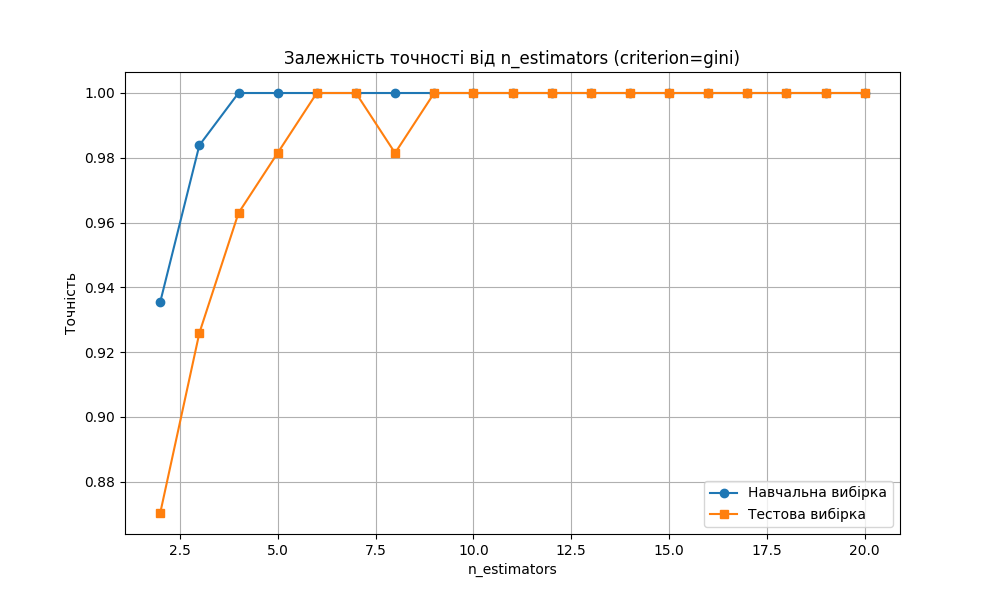 Залежність точності від n_estimators (criterion=gini)
Точність
1.00
0.98
0.96
0.94
0.92
0.90
0.88
2.5 5.0 7.5 10.0 12.5 15.0 17.5 20.0
n_estimators
Навчальна вибірка
Тестова вибірка